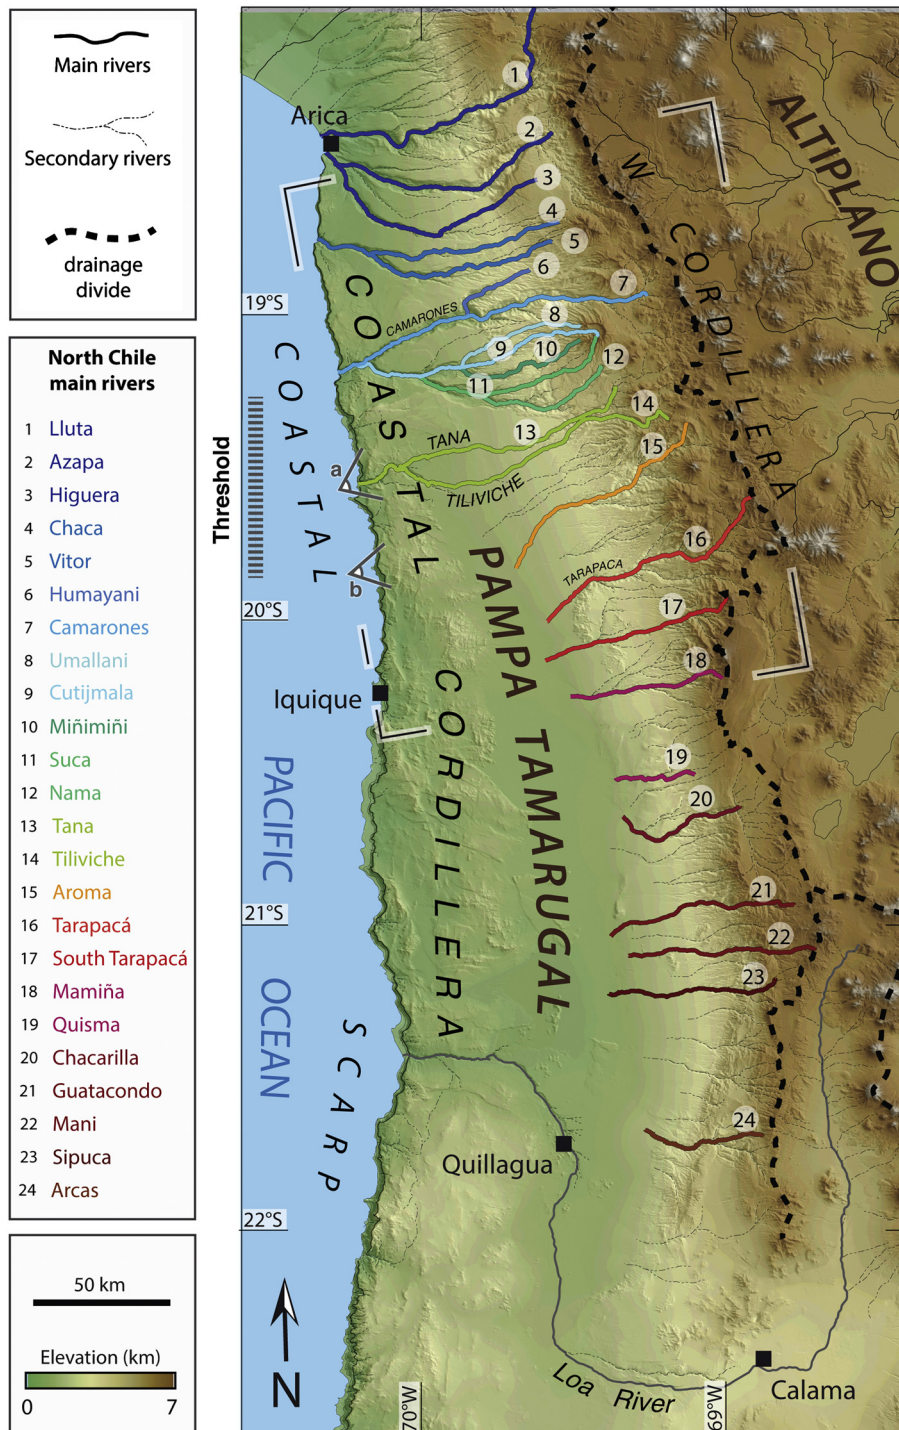 Main rivers
Secondary rivers
drainage
divide
North Chile
main rivers
1 Lluta
2 Azapa
3 Higuera
4 Chaca
5 Vitor
6 Humayani
7 Camarones
8 Umallani
9 Cutijmala
10 Miñimiñi
11 Suca
12 Nama
13 Tana
14 Tiliviche
15 Aroma
16 Tarapacá
17 South Tarapacá
18 Mamiña
19 Quisma
20 Chacarilla
21 Guatacondo
22 Mani
23 Sipuca
24 Arcas
50 km
Elevation (km)
0 7
Arica
1
2
3
4
5
6
7
8
9
10
11
12
13
14
15
16
17
18
19
20
21
22
23
24
ALTIPLANO
W CORDILLERA
19°S
CAMARONES
COASTAL SCARP
COASTAL CORDILLERA
Threshold
TANA
TILIVICHE
a
b
TARAPACA
PAMPA TAMARUGAL
20°S
Iquique
PACIFIC OCEAN
21°S
Quillagua
22°S
Loa River
Calama
N
70°W
69°W